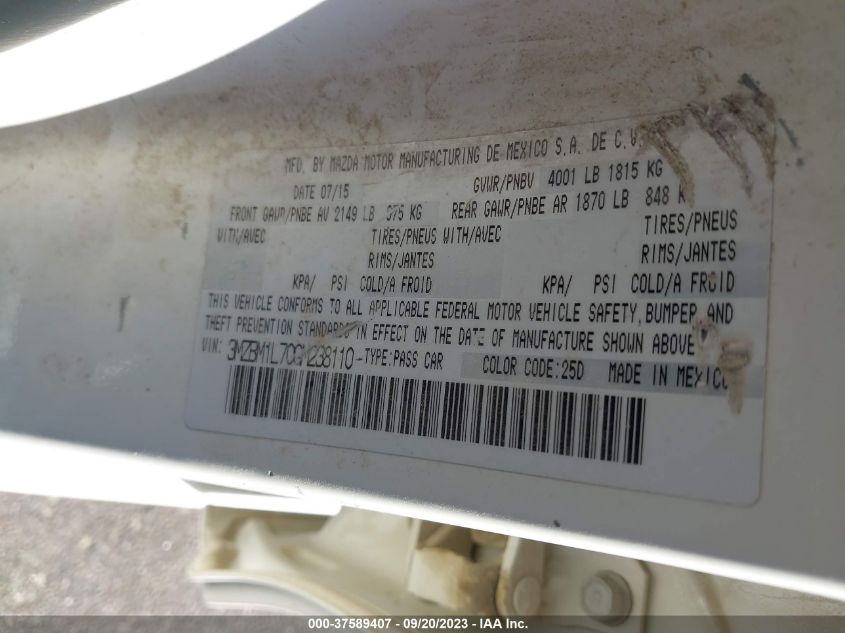 MFD. BY MAZDA MOTOR MANUFACTURING DE MEXICO S.A. DE C.V.
DATE 07/15 GVWR/PNBV 4001 LB 1815 KG
FRONT GAWR/PNBE AV 2149 LB 975 KG REAR GAWR/PNBE AR 1870 LB 848 K
WITH/AVEC TIRES/PNEUS WITH/AVEC TIRES/PNEUS
RIMS/JANTES RIMS/JANTES
KPA/ PSI COLD/A FROID KPA/ PSI COLD/A FROID
THIS VEHICLE CONFORMS TO ALL APPLICABLE FEDERAL MOTOR VEHICLE SAFETY, BUMPER, AND
THEFT PREVENTION STANDARDS IN EFFECT ON THE DATE OF MANUFACTURE SHOWN ABOVE
VIN: 3MZBM1L70GM238110 -TYPE:PASS CAR COLOR CODE:25D MADE IN MEXICO
000-37589407 - 09/20/2023 - IAA Inc.